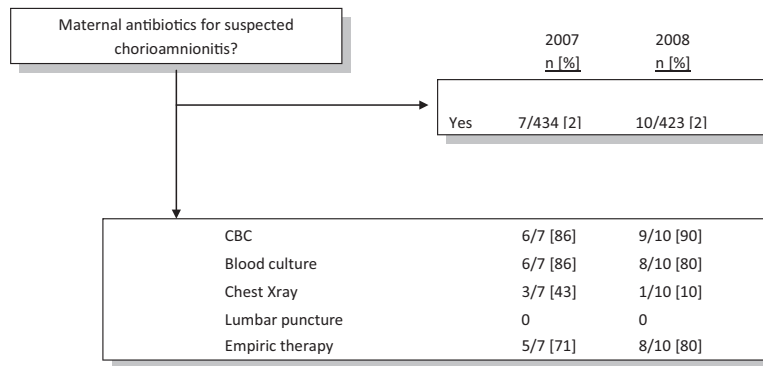 Maternal antibiotics for suspected
chorioamnionitis?
2007 2008
n [%] n [%]
Yes 7/434 [2] 10/423 [2]
CBC 6/7 [86] 9/10 [90]
Blood culture 6/7 [86] 8/10 [80]
Chest Xray 3/7 [43] 1/10 [10]
Lumbar puncture 0 0
Empiric therapy 5/7 [71] 8/10 [80]